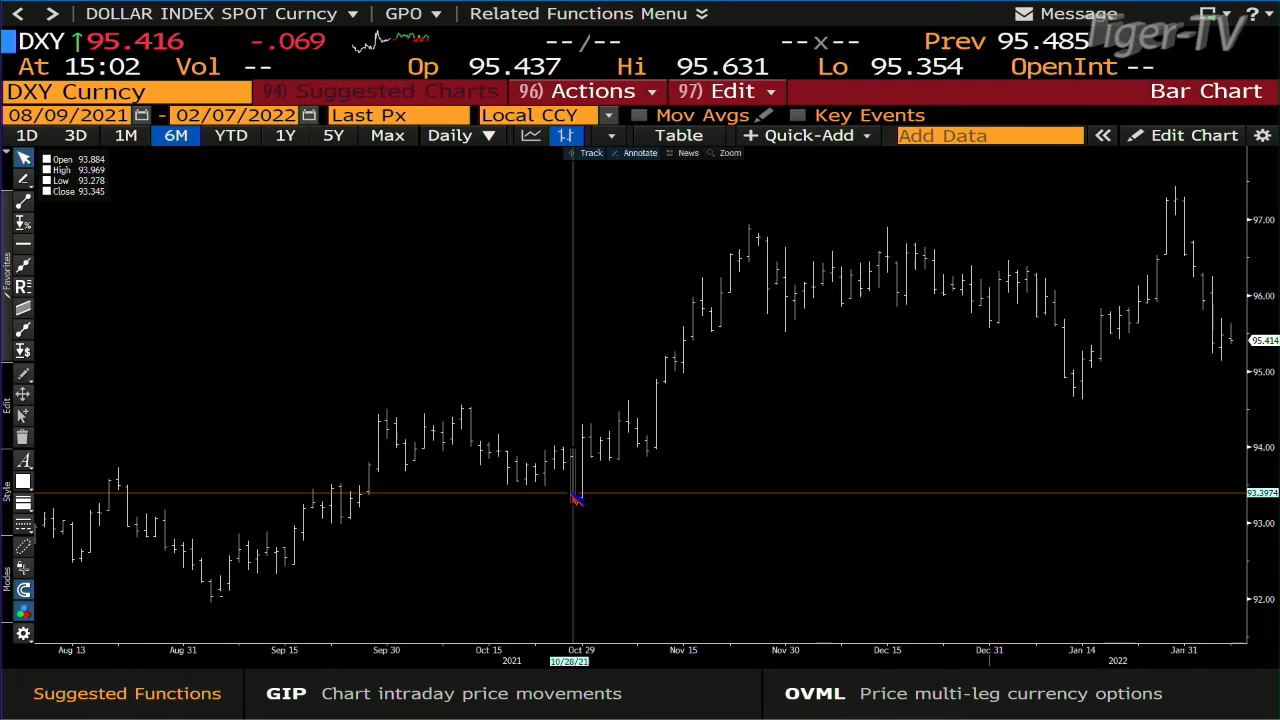 DOLLAR INDEX SPOT Curncy GPO Related Functions Menu Message ?
Tiger-TV
DXY 95.416 -.069 --/-- --x-- Prev 95.485
At 15:02 Vol -- Op 95.437 Hi 95.631 Lo 95.354 OpenInt --
DXY Curncy 94) Suggested Charts 96) Actions 97) Edit Bar Chart
08/09/2021 - 02/07/2022 Last Px Local CCY Mov Avgs Key Events
1D 3D 1M 6M YTD 1Y 5Y Max Daily Table + Quick-Add Add Data « Edit Chart
Track Annotate News Zoom
Open 93.884
High 93.969
Low 93.278
Close 93.345
Favorites
Edit
Style
Modes
97.00
96.00
95.414
95.00
94.00
93.3974
93.00
92.00
Aug 13 Aug 31 Sep 15 Sep 30 Oct 15 Oct 29 Nov 15 Nov 30 Dec 15 Dec 31 Jan 14 Jan 31
2021 10/28/21 2022
Suggested Functions GIP Chart intraday price movements OVML Price multi-leg currency options